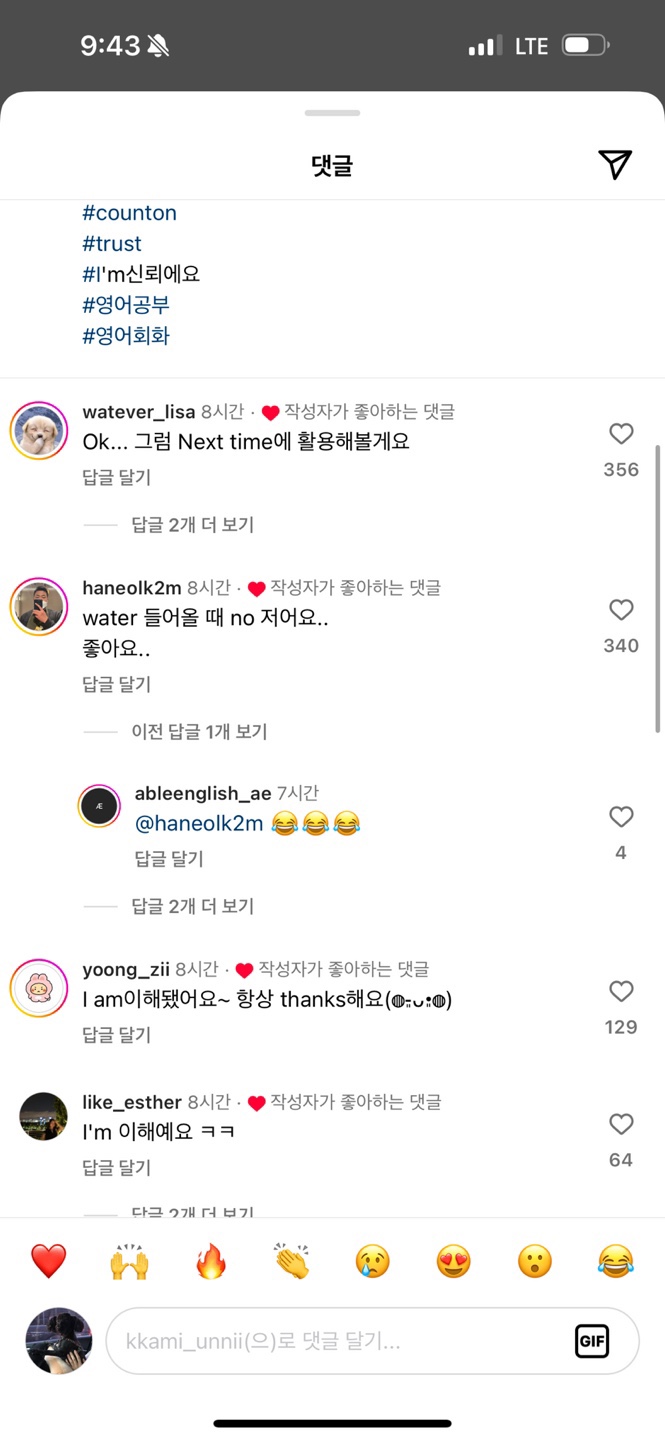 9:43 LTE
댓글
#counton
#trust
#I'm신뢰에요
#영어공부
#영어회화
watever_lisa 8시간 · ❤️ 작성자가 좋아하는 댓글
Ok... 그럼 Next time에 활용해볼게요
356
답글 달기
답글 2개 더 보기
haneolk2m 8시간 · ❤️ 작성자가 좋아하는 댓글
water 들어올 때 no 저어요..
좋아요..
340
답글 달기
이전 답글 1개 보기
ableenglish_ae 7시간
@haneolk2m 😂😂😂
4
답글 달기
답글 2개 더 보기
yoong_zii 8시간 · ❤️ 작성자가 좋아하는 댓글
I am이해됐어요~ 항상 thanks해요(◍•ᴗ•◍)
129
답글 달기
like_esther 8시간 · ❤️ 작성자가 좋아하는 댓글
I'm 이해예요 ㅋㅋ
64
답글 달기
답글 2개 더 보기
kkami_unnii(으)로 댓글 달기...
GIF